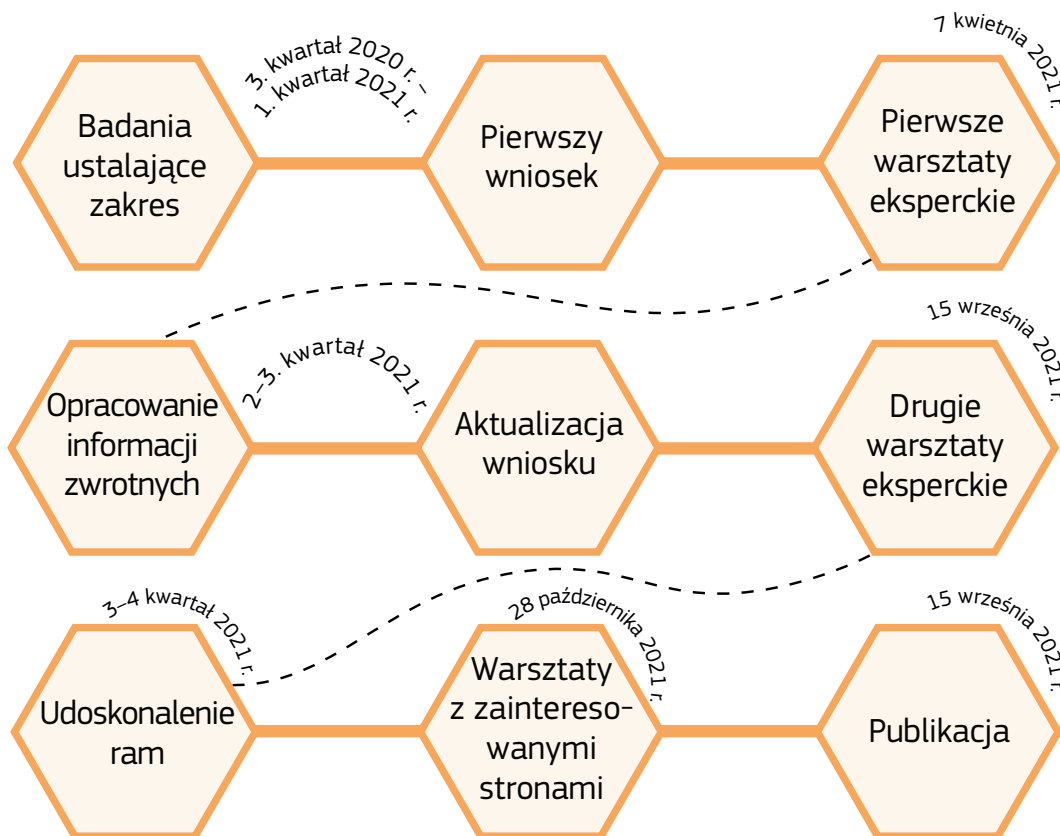 Badania
ustalające
zakres
3. kwartał 2020 r. –
1. kwartał 2021 r.
Pierwszy
wniosek
7 kwietnia 2021 r.
Pierwsze
warsztaty
eksperckie
Opracowanie
informacji
zwrotnych
2–3. kwartał 2021 r.
Aktualizacja
wniosku
15 września 2021 r.
Drugie
warsztaty
eksperckie
3–4 kwartał 2021 r.
Udoskonalenie
ram
28 października 2021 r.
Warsztaty
z zaintereso-
wanymi
stronami
15 września 2021 r.
Publikacja